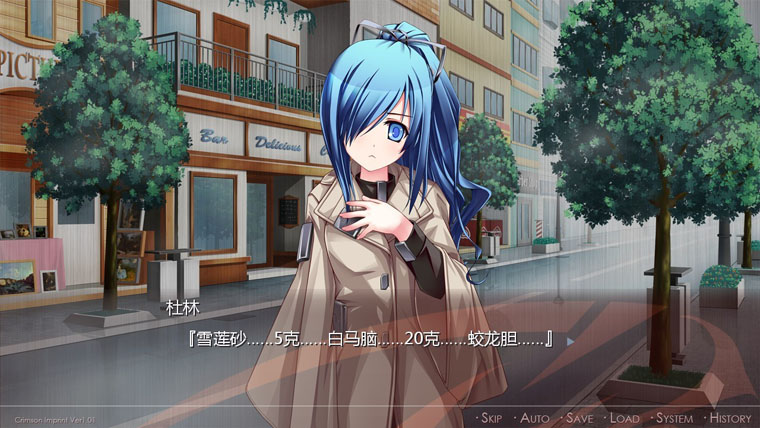 PICT
Bar
Delicious
杜林
『雪莲砂……5克……白马脑……20克……蛟龙胆……』
Crimson Imprint Ver1.01
・SKIP ・AUTO ・SAVE ・LOAD ・SYSTEM ・HISTORY